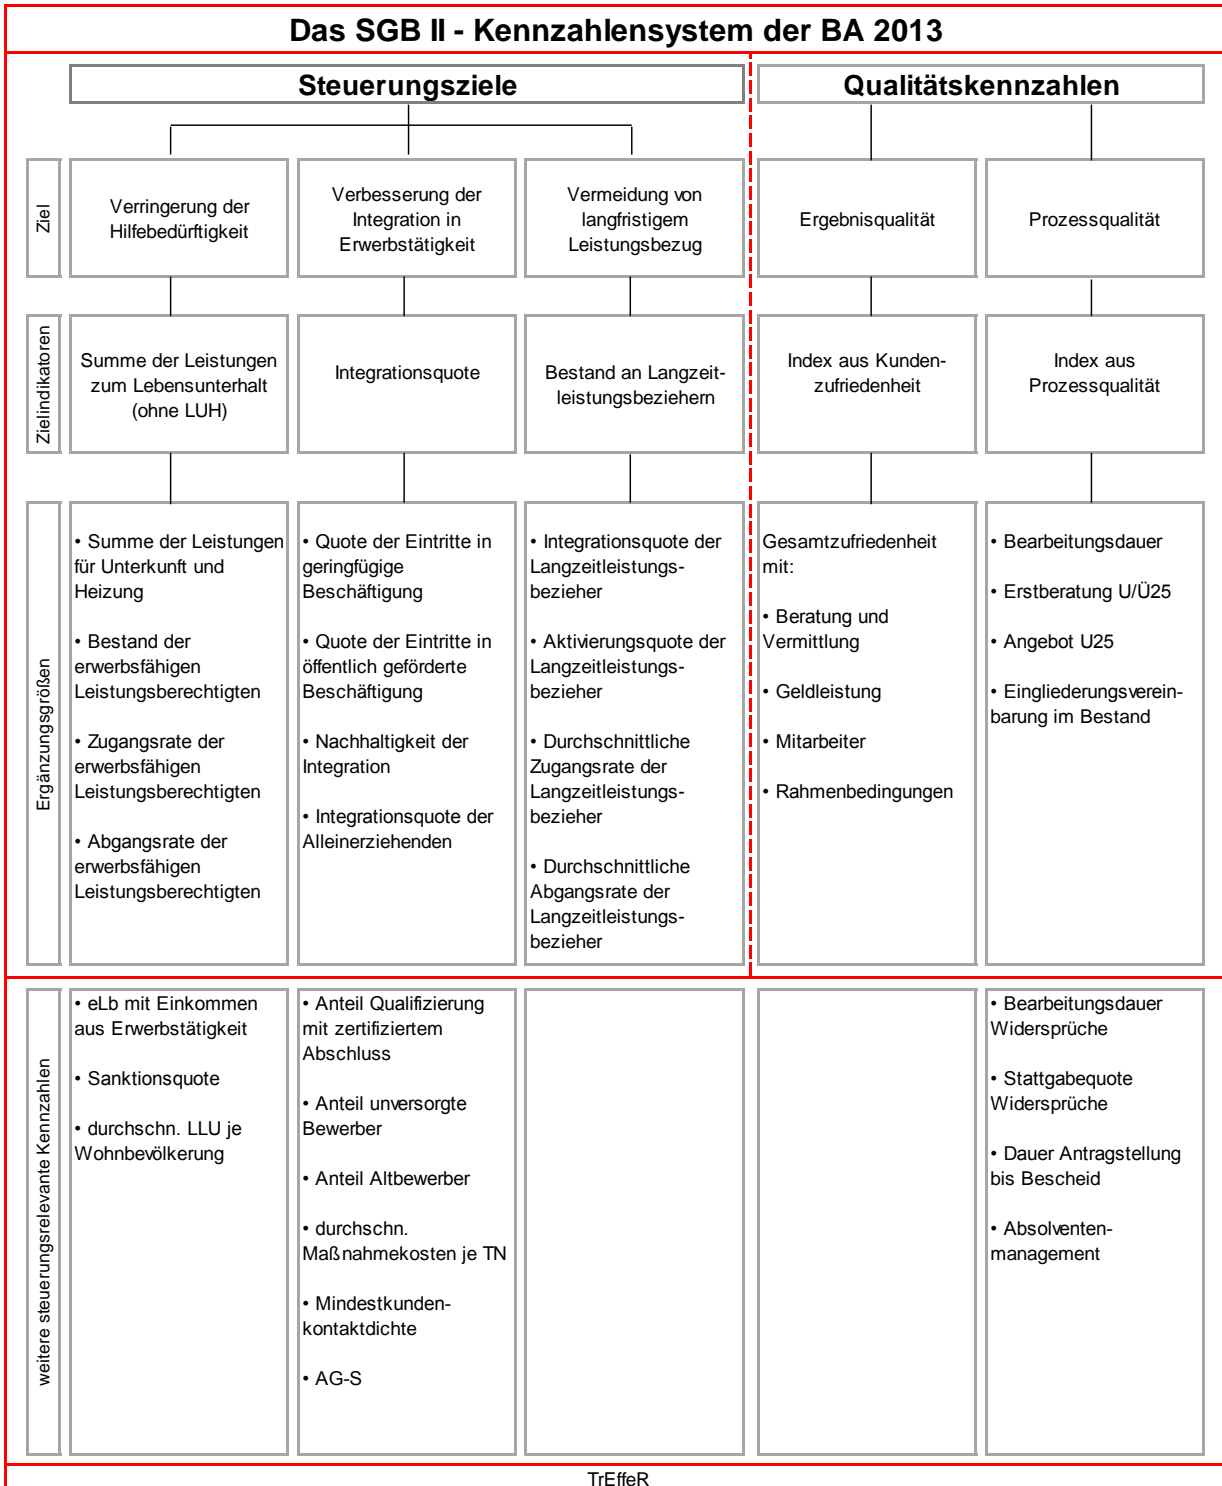 Das SGB II - Kennzahlensystem der BA 2013
Steuerungsziele
Qualitätskennzahlen
Ziel
Verringerung der
Hilfebedürftigkeit
Verbesserung der
Integration in
Erwerbstätigkeit
Vermeidung von
langfristigem
Leistungsbezug
Ergebnisqualität
Prozessqualität
Zielindikatoren
Summe der Leistungen
zum Lebensunterhalt
(ohne LUH)
Integrationsquote
Bestand an Langzeit-
leistungsbeziehern
Index aus Kunden-
zufriedenheit
Index aus
Prozessqualität
Ergänzungsgrößen
• Summe der Leistungen
für Unterkunft und
Heizung
• Bestand der
erwerbsfähigen
Leistungsberechtigten
• Zugangsrate der
erwerbsfähigen
Leistungsberechtigten
• Abgangsrate der
erwerbsfähigen
Leistungsberechtigten
• Quote der Eintritte in
geringfügige
Beschäftigung
• Quote der Eintritte in
öffentlich geförderte
Beschäftigung
• Nachhaltigkeit der
Integration
• Integrationsquote der
Alleinerziehenden
• Integrationsquote der
Langzeitleistungs-
bezieher
• Aktivierungsquote der
Langzeitleistungs-
bezieher
• Durchschnittliche
Zugangsrate der
Langzeitleistungs-
bezieher
• Durchschnittliche
Abgangsrate der
Langzeitleistungs-
bezieher
Gesamtzufriedenheit
mit:
• Beratung und
Vermittlung
• Geldleistung
• Mitarbeiter
• Rahmenbedingungen
• Bearbeitungsdauer
• Erstberatung U/Ü25
• Angebot U25
• Eingliederungsverein-
barung im Bestand
weitere steuerungsrelevante Kennzahlen
• eLb mit Einkommen
aus Erwerbstätigkeit
• Sanktionsquote
• durchschn. LLU je
Wohnbevölkerung
• Anteil Qualifizierung
mit zertifiziertem
Abschluss
• Anteil unversorgte
Bewerber
• Anteil Altbewerber
• durchschn.
Maßnahmekosten je TN
• Mindestkunden-
kontaktdichte
• AG-S
• Bearbeitungsdauer
Widersprüche
• Stattgabequote
Widersprüche
• Dauer Antragstellung
bis Bescheid
• Absolventen-
management
TrEffeR